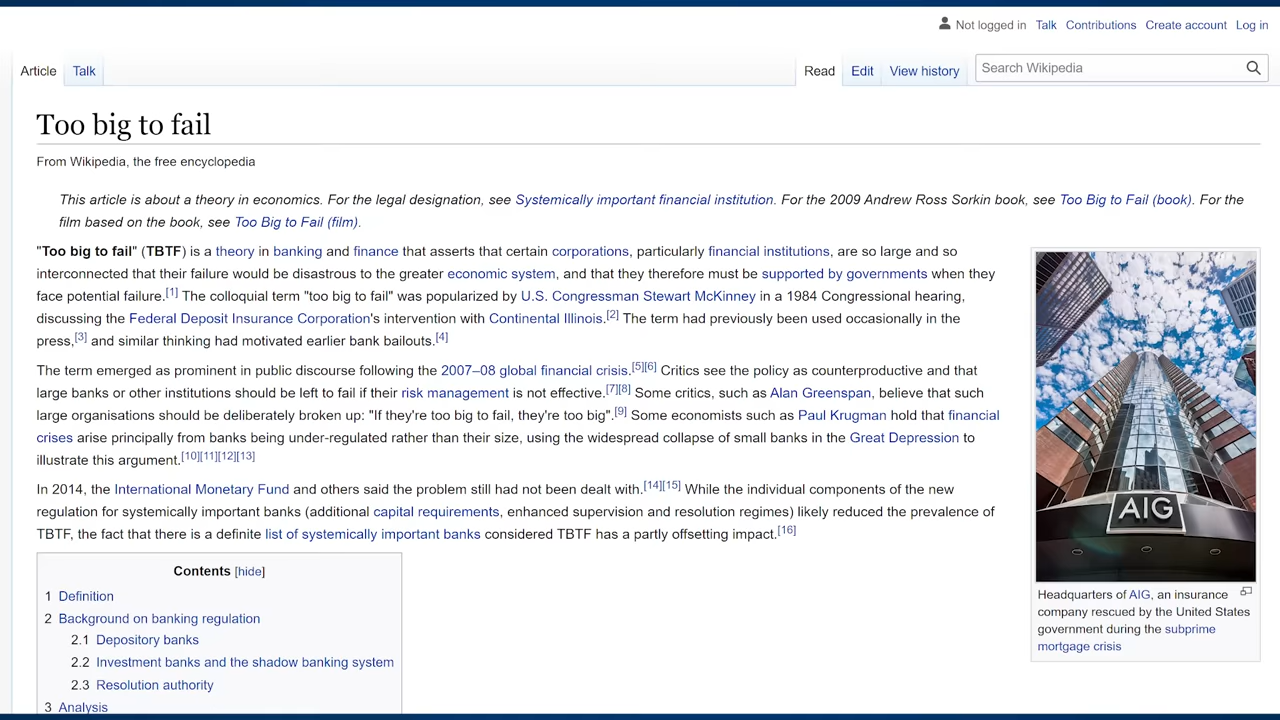 Not logged in Talk Contributions Create account Log in
Article Talk Read Edit View history Search Wikipedia
Too big to fail
From Wikipedia, the free encyclopedia
This article is about a theory in economics. For the legal designation, see Systemically important financial institution. For the 2009 Andrew Ross Sorkin book, see Too Big to Fail (book). For the
film based on the book, see Too Big to Fail (film).
"Too big to fail" (TBTF) is a theory in banking and finance that asserts that certain corporations, particularly financial institutions, are so large and so
interconnected that their failure would be disastrous to the greater economic system, and that they therefore must be supported by governments when they
face potential failure.[1] The colloquial term "too big to fail" was popularized by U.S. Congressman Stewart McKinney in a 1984 Congressional hearing,
discussing the Federal Deposit Insurance Corporation's intervention with Continental Illinois.[2] The term had previously been used occasionally in the
press,[3] and similar thinking had motivated earlier bank bailouts.[4]
The term emerged as prominent in public discourse following the 2007–08 global financial crisis.[5][6] Critics see the policy as counterproductive and that
large banks or other institutions should be left to fail if their risk management is not effective.[7][8] Some critics, such as Alan Greenspan, believe that such
large organisations should be deliberately broken up: "If they're too big to fail, they're too big".[9] Some economists such as Paul Krugman hold that financial
crises arise principally from banks being under-regulated rather than their size, using the widespread collapse of small banks in the Great Depression to
illustrate this argument.[10][11][12][13]
In 2014, the International Monetary Fund and others said the problem still had not been dealt with.[14][15] While the individual components of the new
regulation for systemically important banks (additional capital requirements, enhanced supervision and resolution regimes) likely reduced the prevalence of
TBTF, the fact that there is a definite list of systemically important banks considered TBTF has a partly offsetting impact.[16]
AIG
Headquarters of AIG, an insurance
company rescued by the United States
government during the subprime
mortgage crisis
Contents [hide]
1 Definition
2 Background on banking regulation
2.1 Depository banks
2.2 Investment banks and the shadow banking system
2.3 Resolution authority
3 Analysis